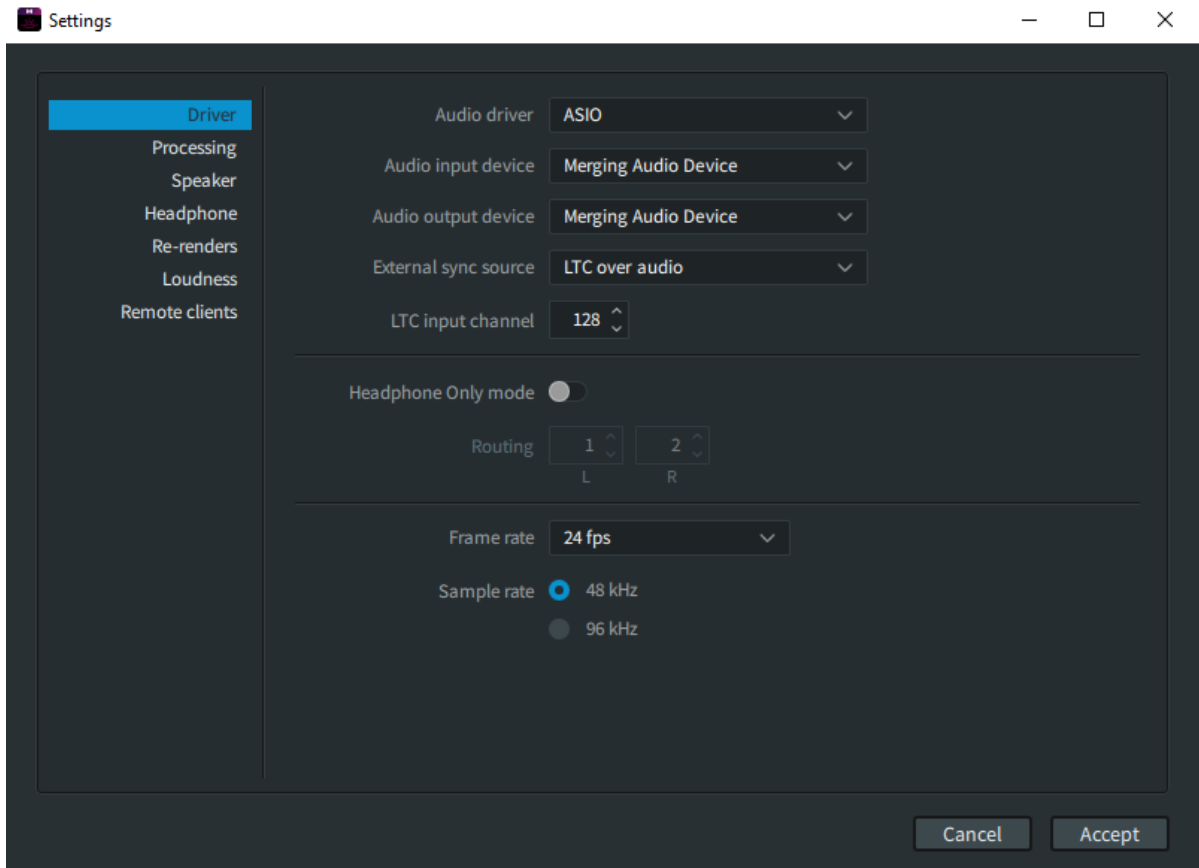 Settings
Driver
Processing
Speaker
Headphone
Re-renders
Loudness
Remote clients
Audio driver ASIO
Audio input device Merging Audio Device
Audio output device Merging Audio Device
External sync source LTC over audio
LTC input channel 128
Headphone Only mode
Routing 1 2
L R
Frame rate 24 fps
Sample rate 48 kHz
96 kHz
Cancel Accept